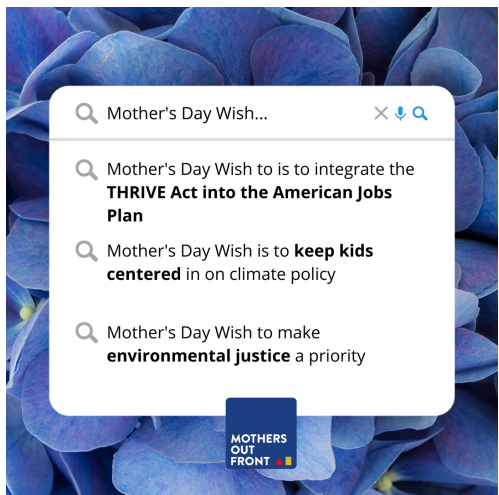 Mother's Day Wish...
Mother's Day Wish to is to integrate the
THRIVE Act into the American Jobs
Plan
Mother's Day Wish is to keep kids
centered in on climate policy
Mother's Day Wish to make
environmental justice a priority
MOTHERS
OUT
FRONT